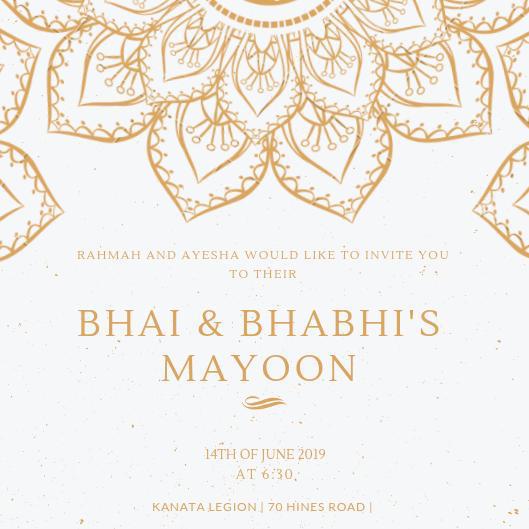 RAHMAH AND AYESHA WOULD LIKE TO INVITE YOU
TO THEIR
BHAI & BHABHI'S
MAYOON
14TH OF JUNE 2019
AT 6:30
KANATA LEGION | 70 HINES ROAD |